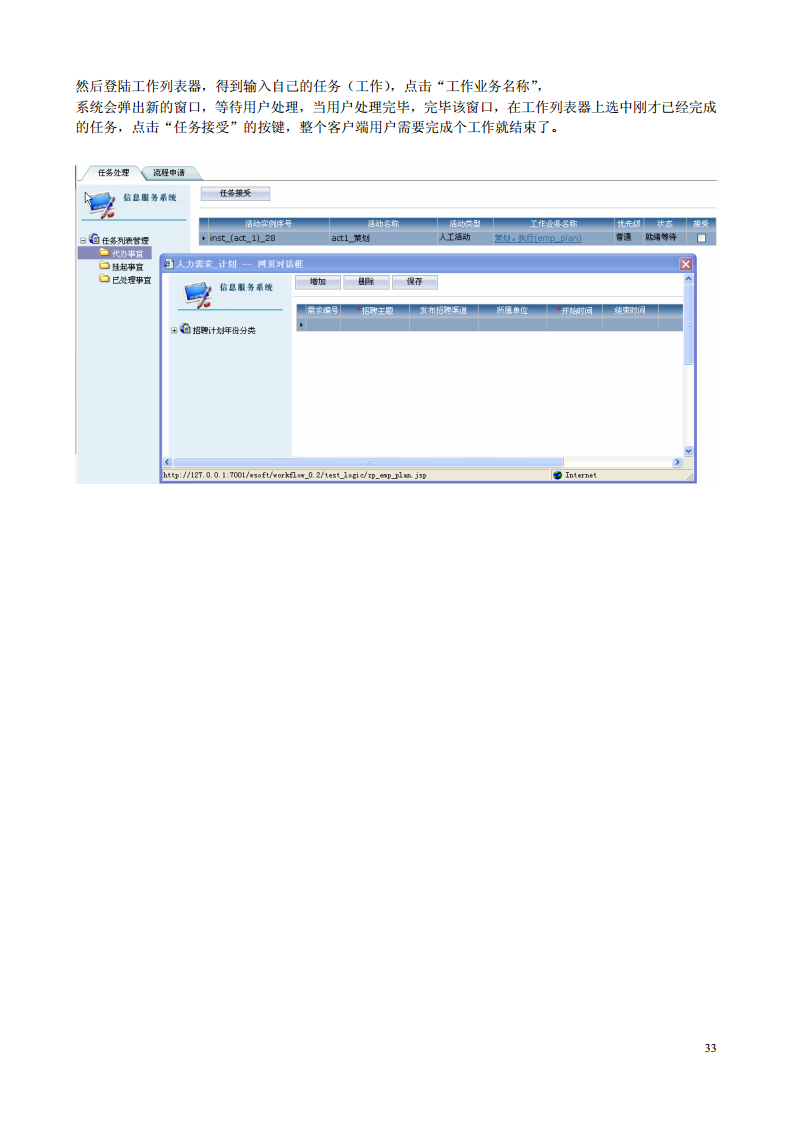 然后登陆工作列表器，得到输入自己的任务（工作），点击“工作业务名称”，
系统会弹出新的窗口，等待用户处理，当用户处理完毕，完毕该窗口，在工作列表器上选中刚才已经完成
的任务，点击“任务接受”的按键，整个客户端用户需要完成个工作就结束了。
任务处理 流程申请
信息服务系统 任务接受
活动实例序号 活动名称 活动类型 工作业务名称 优先级 状态 接受
inst_(act_1)_28 act1_策划 人工活动 策划，执行(emp_plan) 普通 就绪等待
任务列表管理
代办事宜
挂起事宜
已处理事宜
人力需求_计划 -- 网页对话框
信息服务系统 增加 删除 保存
需求编号 *招聘主题 发布招聘渠道 所属单位 *开始时间 结束时间
招聘计划年份分类
http://127.0.0.1:7001/wsoft/workflow_0.2/test_logic/zp_emp_plan.jsp Internet
33